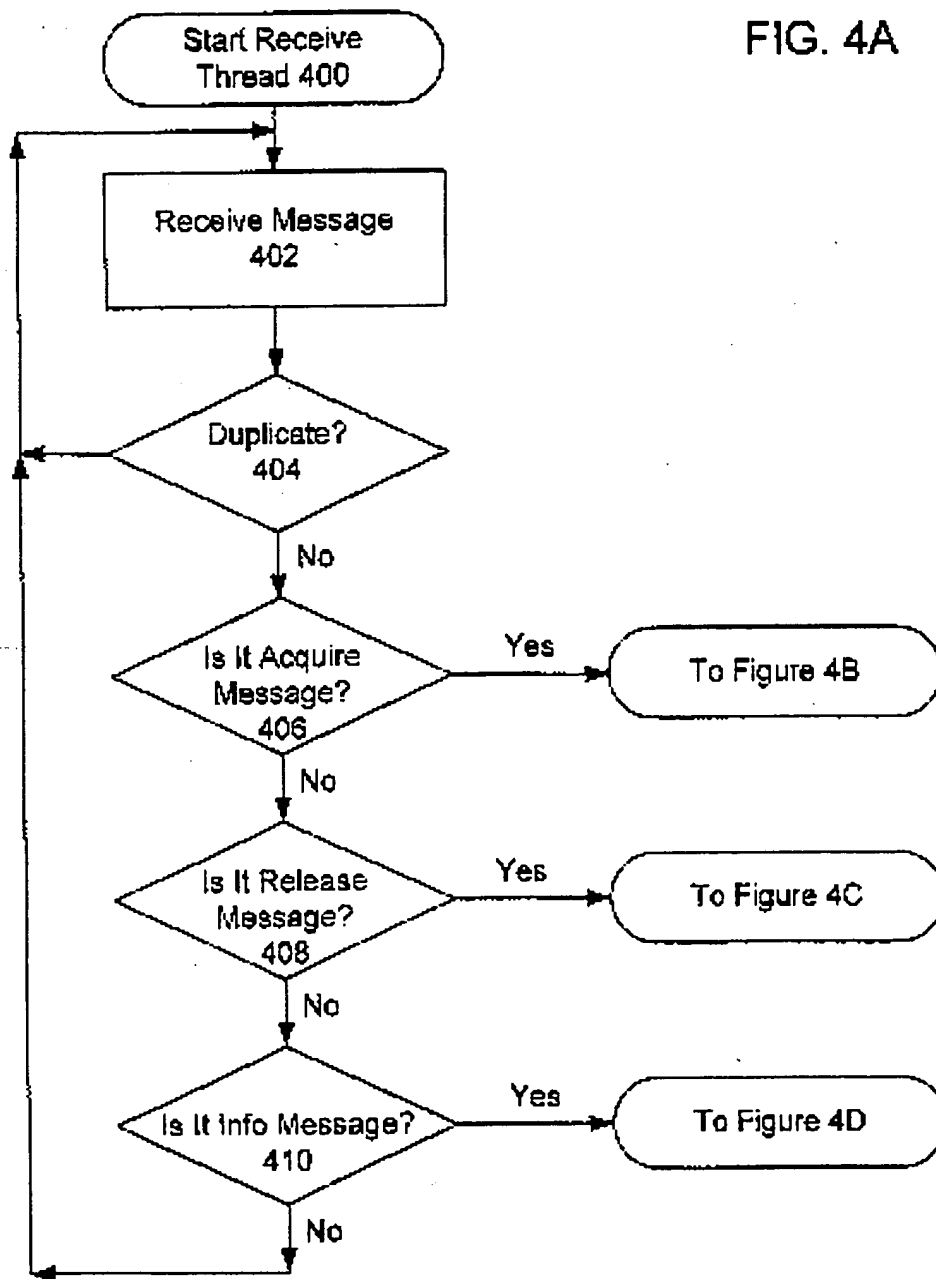 FIG. 4A
Start Receive
Thread 400
Receive Message
402
Duplicate?
404
No
Is It Acquire
Message?
406
Yes
To Figure 4B
No
Is It Release
Message?
408
Yes
To Figure 4C
No
Is It Info Message?
410
Yes
To Figure 4D
No